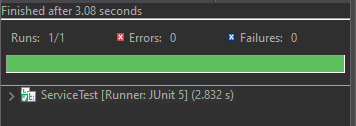 Finished after 3.08 seconds
Runs: 1/1 Errors: 0 Failures: 0
ServiceTest [Runner: JUnit 5] (2.832 s)